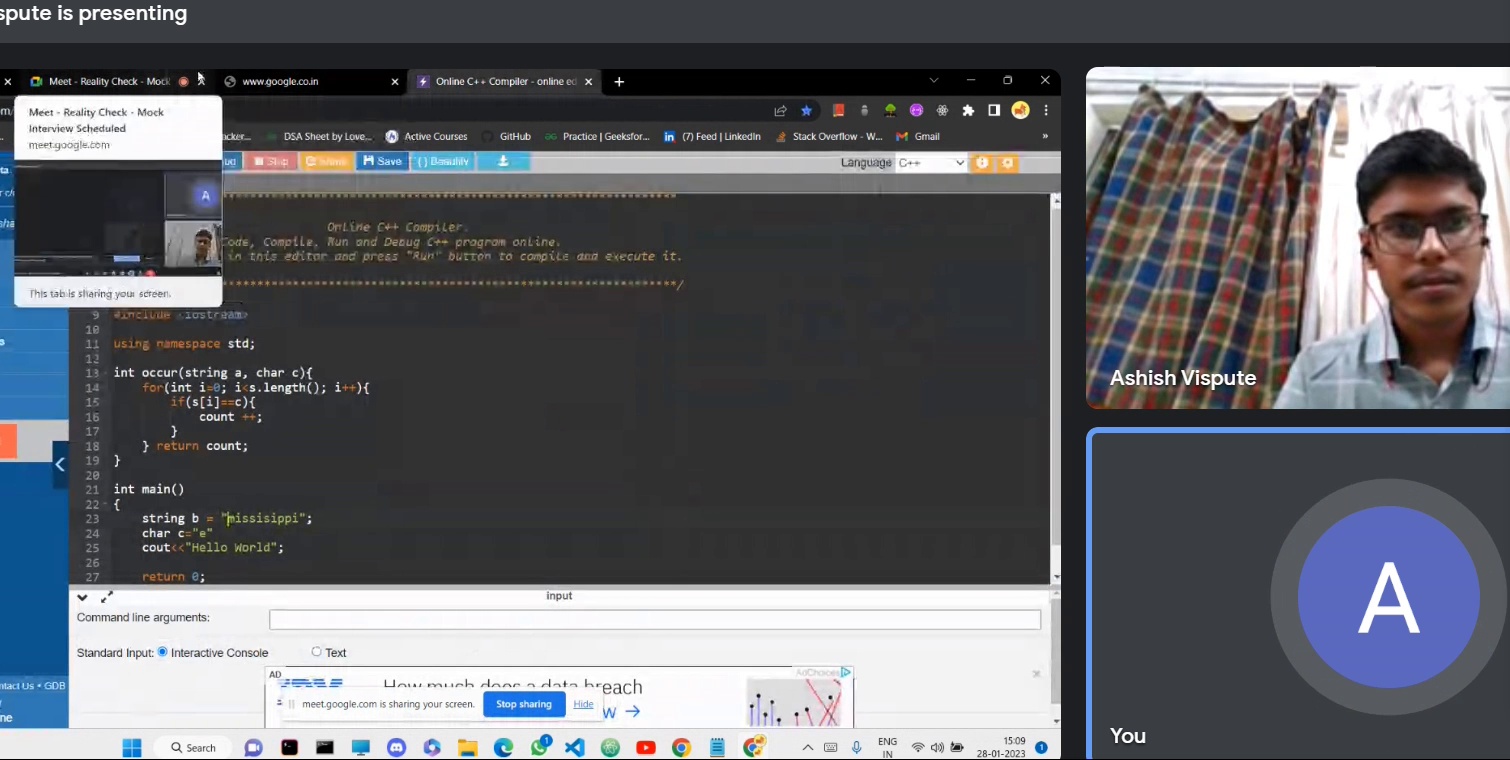 spute is presenting
Meet - Reality Check - Mock
www.google.co.in
Online C++ Compiler - online ed
Meet - Reality Check - Mock
Interview Scheduled
meet.google.com
DSA Sheet by Love...
Active Courses
GitHub
Practice | Geeksfor...
(7) Feed | LinkedIn
Stack Overflow - W...
Gmail
»
Save
{ } Beautify
Language C++
Online C++ Compiler.
Code, Compile, Run and Debug C++ program online.
in this editor and press "Run" button to compile and execute it.
This tab is sharing your screen.
9 #include <iostream>
10
11 using namespace std;
12
13 int occur(string a, char c){
14 for(int i=0; i<s.length(); i++){
15 if(s[i]==c){
16 count ++;
17 }
18 } return count;
19 }
20
21 int main()
22 {
23 string b = "missisippi";
24 char c="e"
25 cout<<"Hello World";
26
27 return 0;
input
Command line arguments:
Standard Input: Interactive Console Text
AD
AdChoices
How much does a data breach
meet.google.com is sharing your screen.
Stop sharing
Hide
ntact Us • GDB
ne
Search
ENG
IN
15:09
28-01-2023
1
Ashish Vispute
A
You